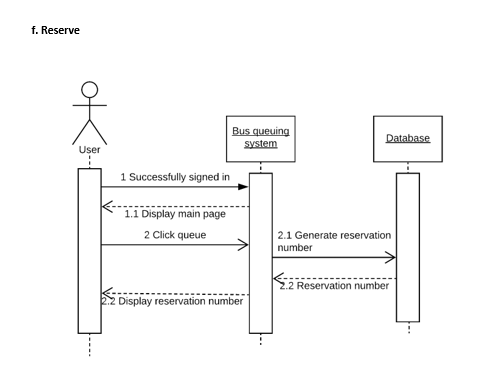 f. Reserve
User
Bus queuing
system
Database
1 Successfully signed in
1.1 Display main page
2 Click queue
2.1 Generate reservation
number
2.2 Reservation number
2.2 Display reservation number